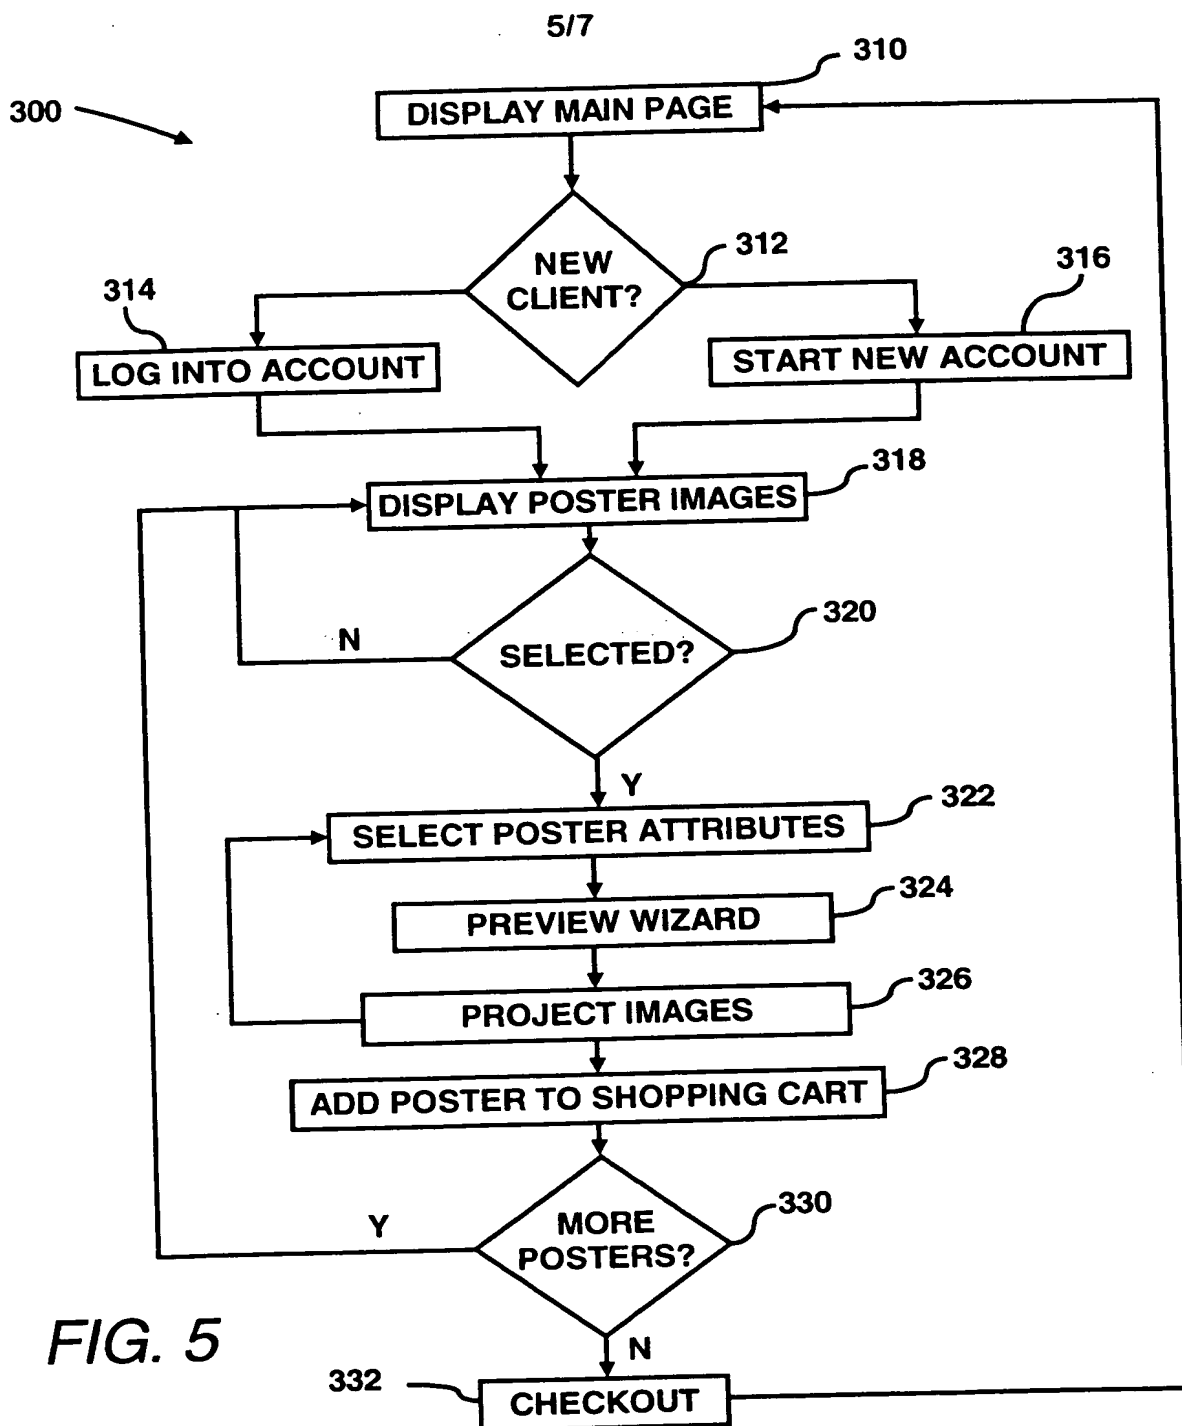 5/7
310
300
DISPLAY MAIN PAGE
312
NEW
CLIENT?
314
316
LOG INTO ACCOUNT
START NEW ACCOUNT
318
DISPLAY POSTER IMAGES
320
N
SELECTED?
Y
322
SELECT POSTER ATTRIBUTES
324
PREVIEW WIZARD
326
PROJECT IMAGES
328
ADD POSTER TO SHOPPING CART
330
Y
MORE
POSTERS?
FIG. 5
N
332
CHECKOUT